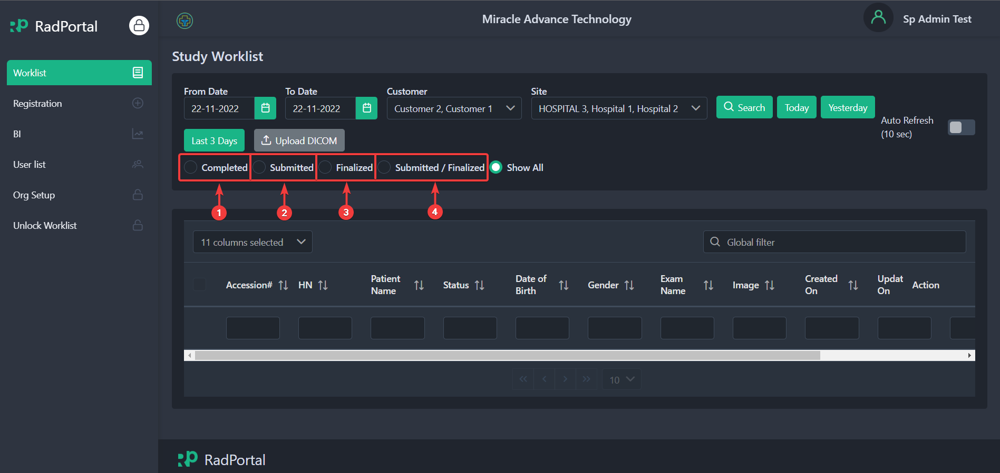 RadPortal
Miracle Advance Technology
Sp Admin Test
Worklist
Registration
BI
User list
Org Setup
Unlock Worklist
Study Worklist
From Date
To Date
Customer
Site
22-11-2022
22-11-2022
Customer 2, Customer 1
HOSPITAL 3, Hospital 1, Hospital 2
Search
Today
Yesterday
Auto Refresh
(10 sec)
Last 3 Days
Upload DICOM
Completed
Submitted
Finalized
Submitted / Finalized
Show All
1
2
3
4
11 columns selected
Global filter
Accession#
HN
Patient
Name
Status
Date of
Birth
Gender
Exam
Name
Image
Created
On
Updat
On
Action
10
RadPortal